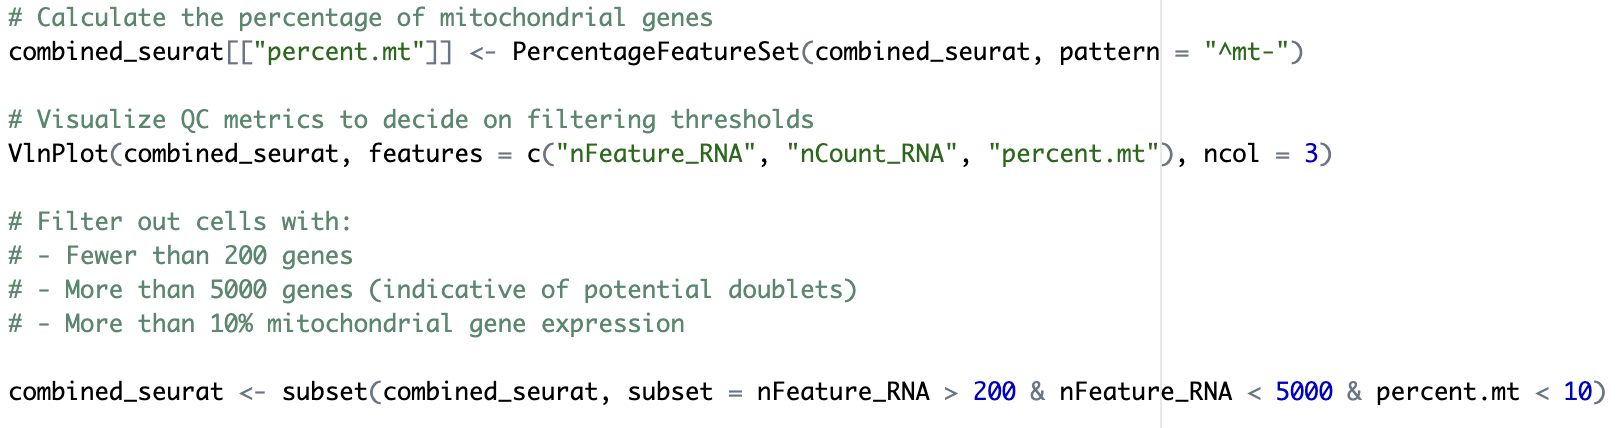 # Calculate the percentage of mitochondrial genes
combined_seurat[["percent.mt"]] <- PercentageFeatureSet(combined_seurat, pattern = "^mt-")
# Visualize QC metrics to decide on filtering thresholds
VlnPlot(combined_seurat, features = c("nFeature_RNA", "nCount_RNA", "percent.mt"), ncol = 3)
# Filter out cells with:
# - Fewer than 200 genes
# - More than 5000 genes (indicative of potential doublets)
# - More than 10% mitochondrial gene expression
combined_seurat <- subset(combined_seurat, subset = nFeature_RNA > 200 & nFeature_RNA < 5000 & percent.mt < 10)